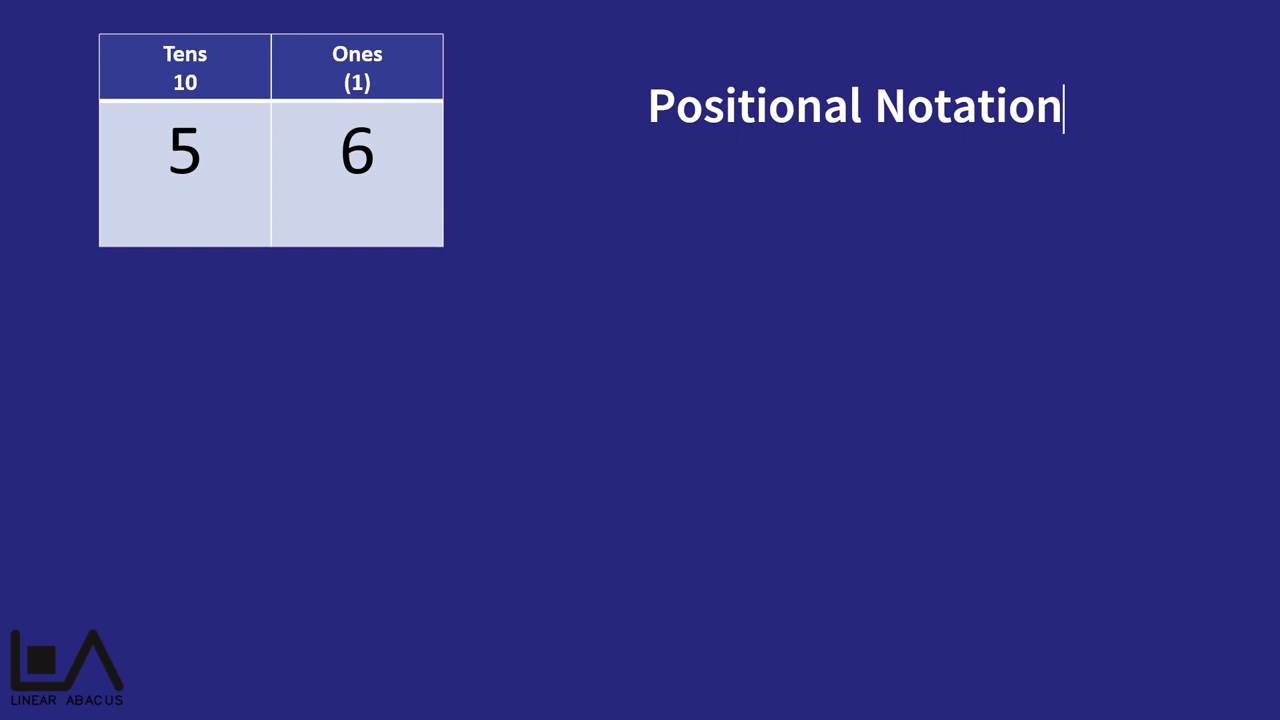 Tens Ones
10 (1)
5 6
Positional Notation
LINEAR ABACUS